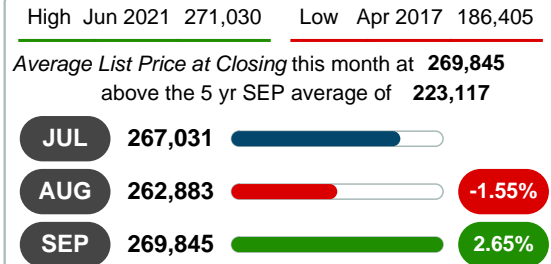 High Jun 2021 271,030 Low Apr 2017 186,405
Average List Price at Closing this month at 269,845
above the 5 yr SEP average of 223,117
JUL 267,031
AUG 262,883 -1.55%
SEP 269,845 2.65%